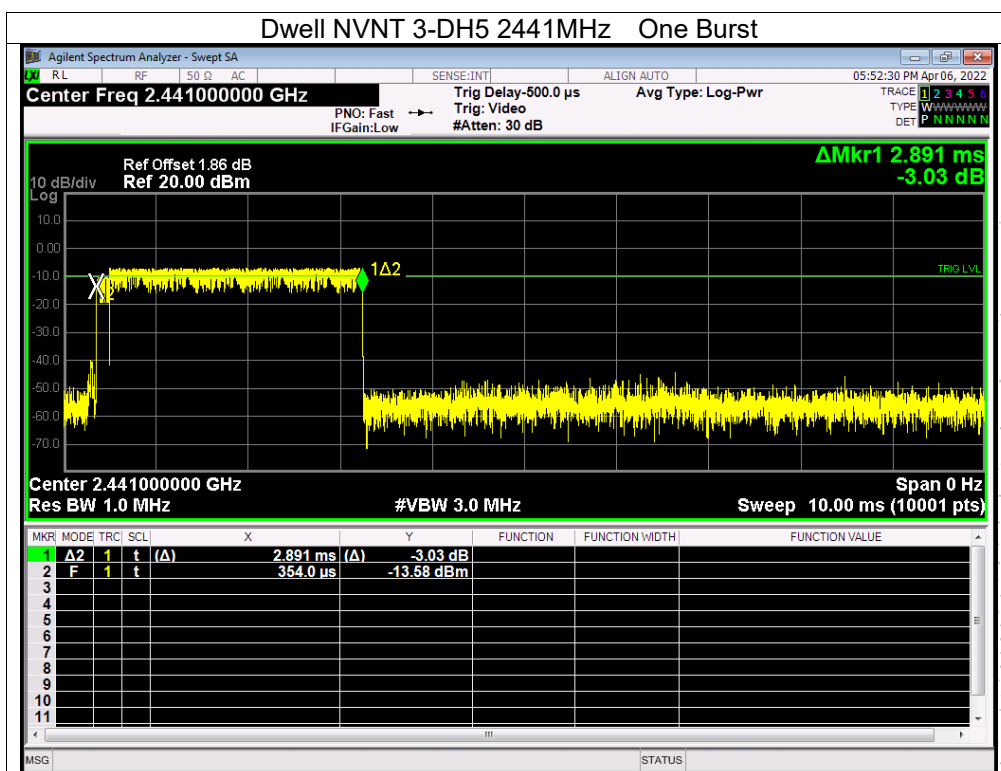 Dwell NVNT 3-DH5 2441MHz One Burst
Agilent Spectrum Analyzer - Swept SA
LXI RL RF 50 Ω AC SENSE:INT ALIGN AUTO 05:52:30 PM Apr 06, 2022
Center Freq 2.441000000 GHz
PNO: Fast
IFGain:Low
Trig Delay-500.0 µs
Trig: Video
#Atten: 30 dB
Avg Type: Log-Pwr
TRACE 1 2 3 4 5 6
TYPE WWWWWW
DET P N N N N N
ΔMkr1 2.891 ms
-3.03 dB
Ref Offset 1.86 dB
10 dB/div Ref 20.00 dBm
Log
10.0
0.00
-10.0
-20.0
-30.0
-40.0
-50.0
-60.0
-70.0
1Δ2
TRIG LVL
Center 2.441000000 GHz Span 0 Hz
Res BW 1.0 MHz #VBW 3.0 MHz Sweep 10.00 ms (10001 pts)
MKR MODE TRC SCL X Y FUNCTION FUNCTION WIDTH FUNCTION VALUE
1 Δ2 1 t (Δ) 2.891 ms (Δ) -3.03 dB
2 F 1 t 354.0 µs -13.58 dBm
3
4
5
6
7
8
9
10
11
MSG STATUS